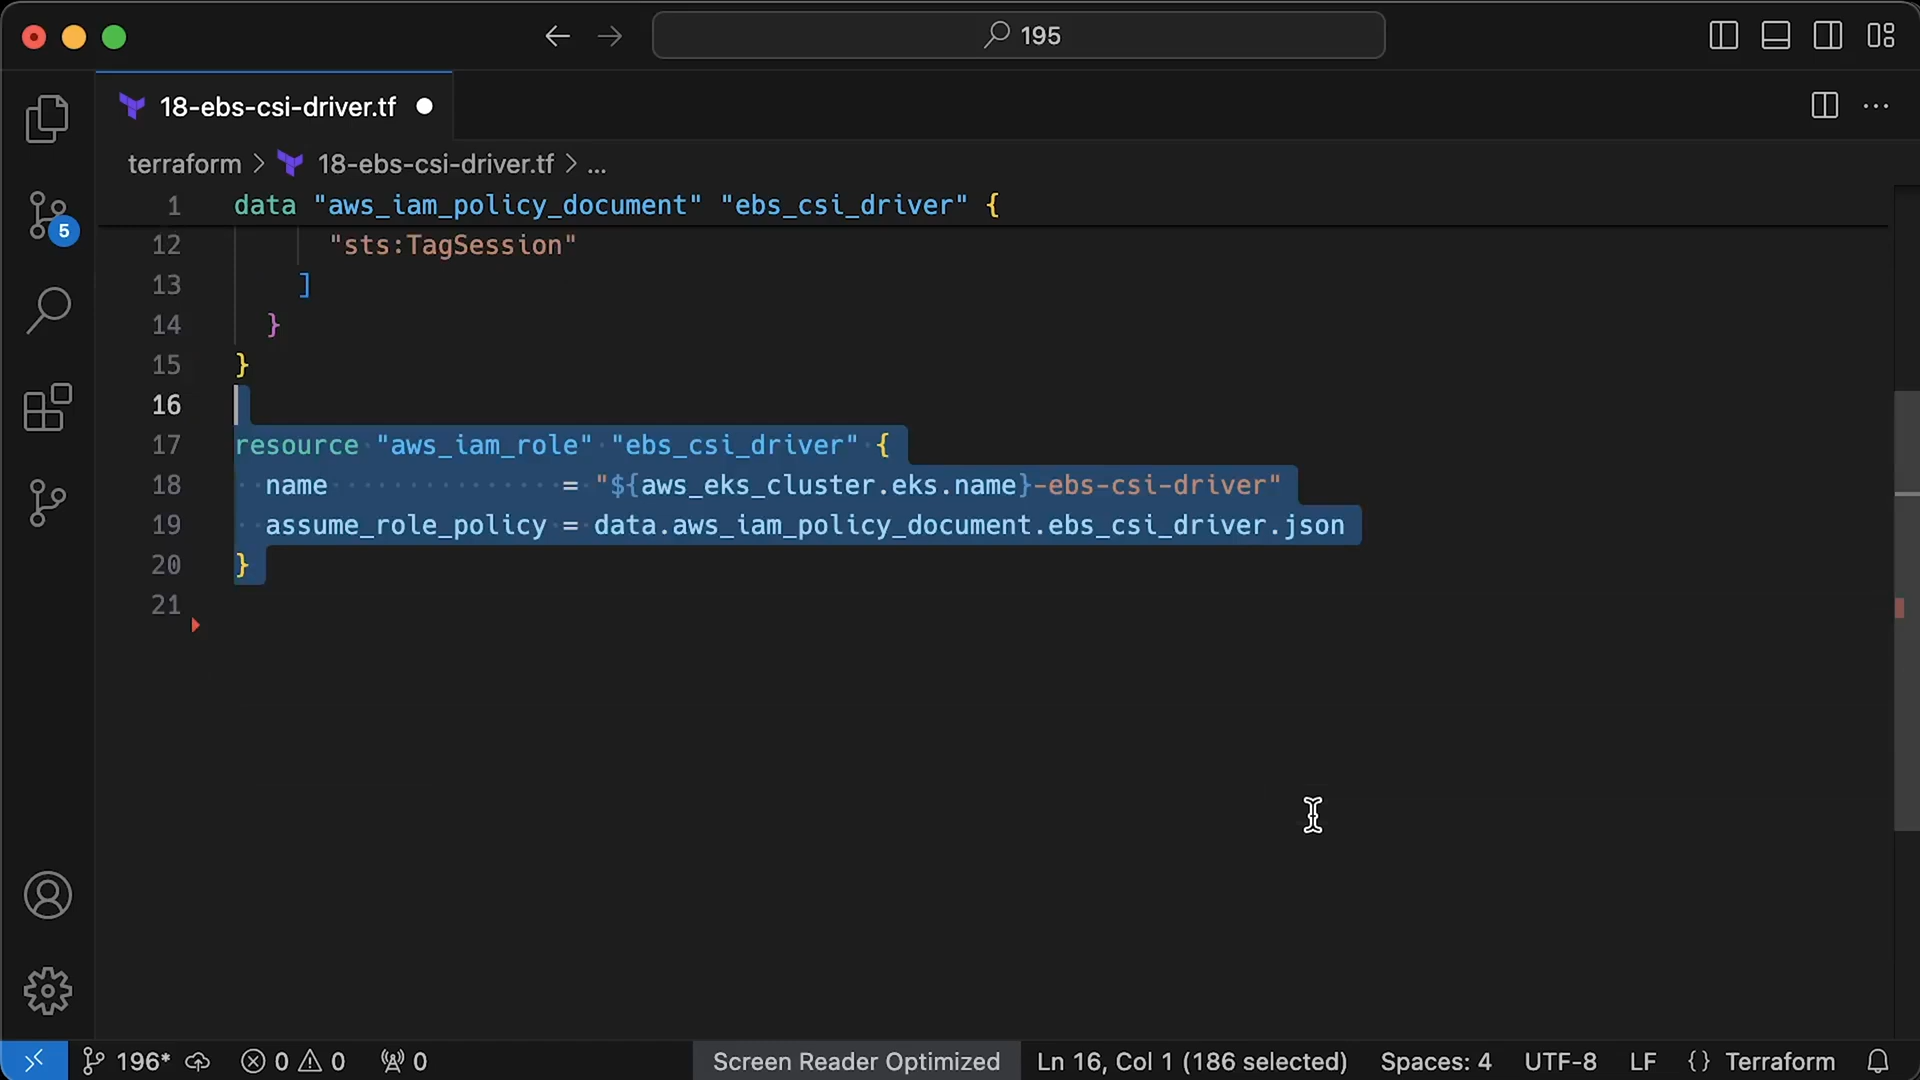 195
18-ebs-csi-driver.tf
terraform > 18-ebs-csi-driver.tf > ...
1 data "aws_iam_policy_document" "ebs_csi_driver" {
12 "sts:TagSession"
13 ]
14 }
15 }
16
17 resource "aws_iam_role" "ebs_csi_driver" {
18 name = "${aws_eks_cluster.eks.name}-ebs-csi-driver"
19 assume_role_policy = data.aws_iam_policy_document.ebs_csi_driver.json
20 }
21
5
196* 0 0 0 Screen Reader Optimized Ln 16, Col 1 (186 selected) Spaces: 4 UTF-8 LF {} Terraform